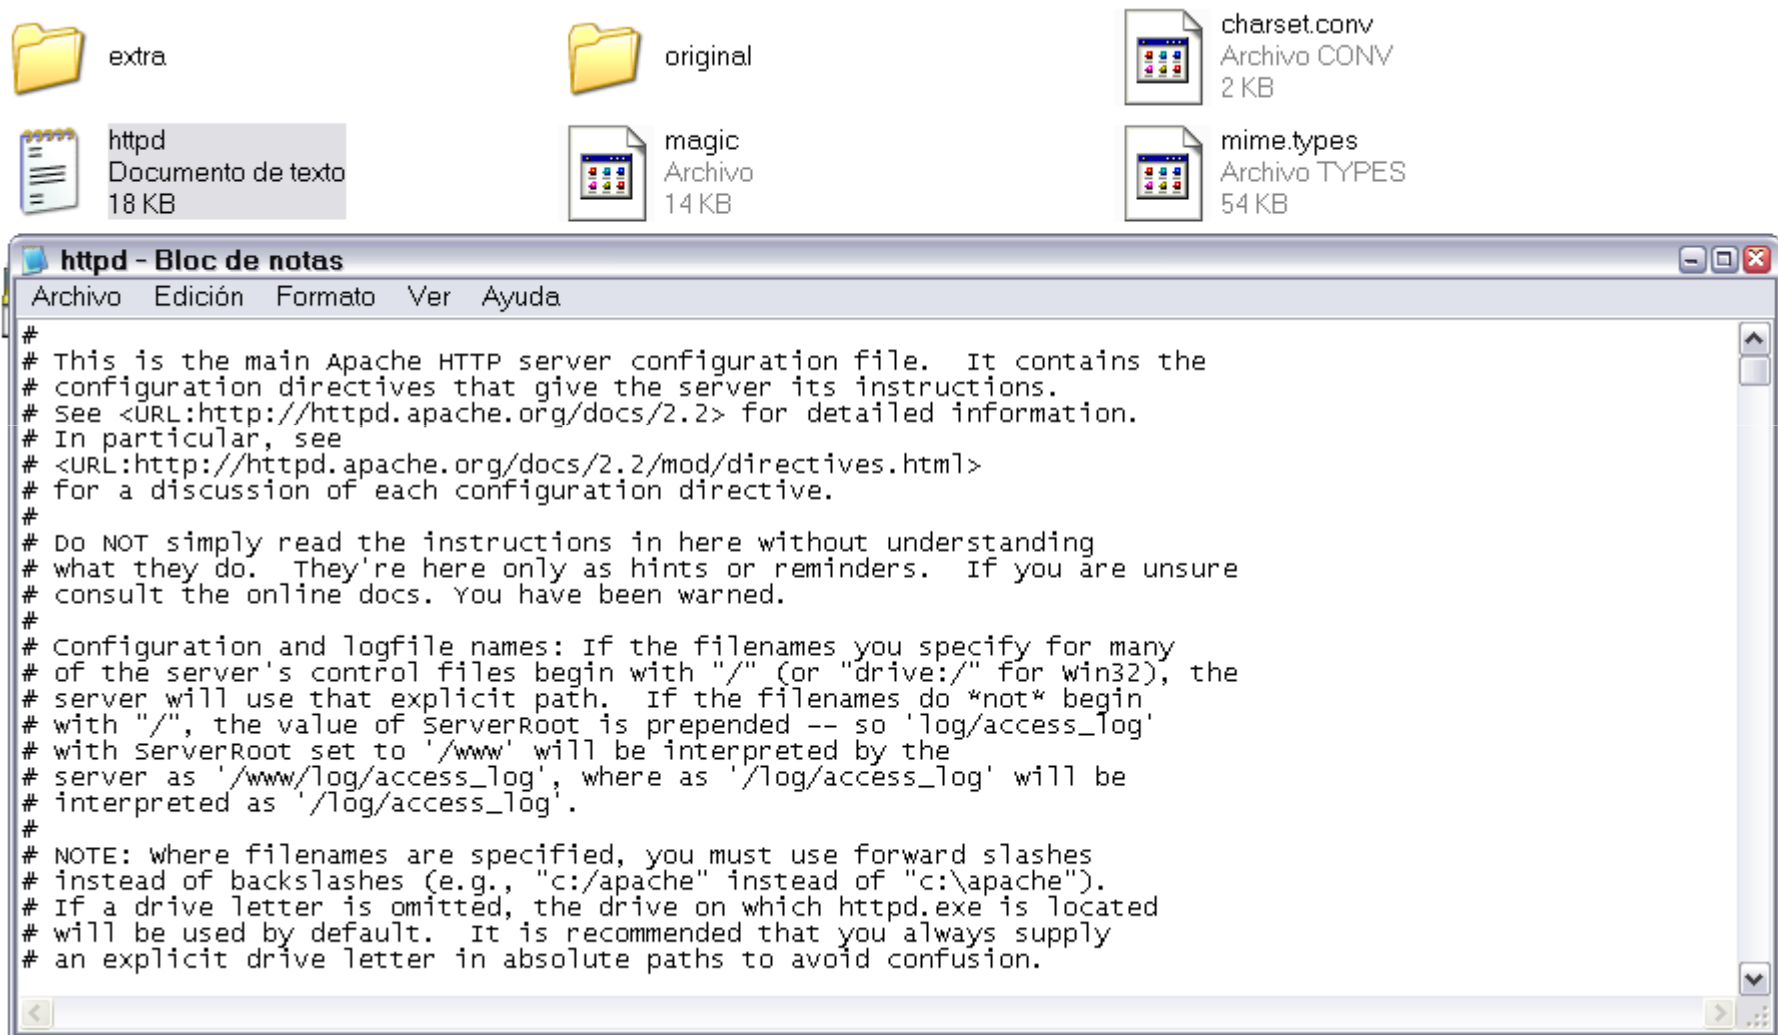 extra
original
charset.conv
Archivo CONV
2 KB
httpd
Documento de texto
18 KB
magic
Archivo
14 KB
mime.types
Archivo TYPES
54 KB
httpd - Bloc de notas
Archivo Edición Formato Ver Ayuda
#
# This is the main Apache HTTP server configuration file.  It contains the
# configuration directives that give the server its instructions.
# See <URL:http://httpd.apache.org/docs/2.2> for detailed information.
# In particular, see
# <URL:http://httpd.apache.org/docs/2.2/mod/directives.html>
# for a discussion of each configuration directive.
#
# Do NOT simply read the instructions in here without understanding
# what they do.  They're here only as hints or reminders.  If you are unsure
# consult the online docs. You have been warned.
#
# Configuration and logfile names: If the filenames you specify for many
# of the server's control files begin with "/" (or "drive:/" for Win32), the
# server will use that explicit path.  If the filenames do *not* begin
# with "/", the value of ServerRoot is prepended -- so 'log/access_log'
# with ServerRoot set to '/www' will be interpreted by the
# server as '/www/log/access_log', where as '/log/access_log' will be
# interpreted as '/log/access_log'.
#
# NOTE: Where filenames are specified, you must use forward slashes
# instead of backslashes (e.g., "c:/apache" instead of "c:\apache").
# If a drive letter is omitted, the drive on which httpd.exe is located
# will be used by default.  It is recommended that you always supply
# an explicit drive letter in absolute paths to avoid confusion.